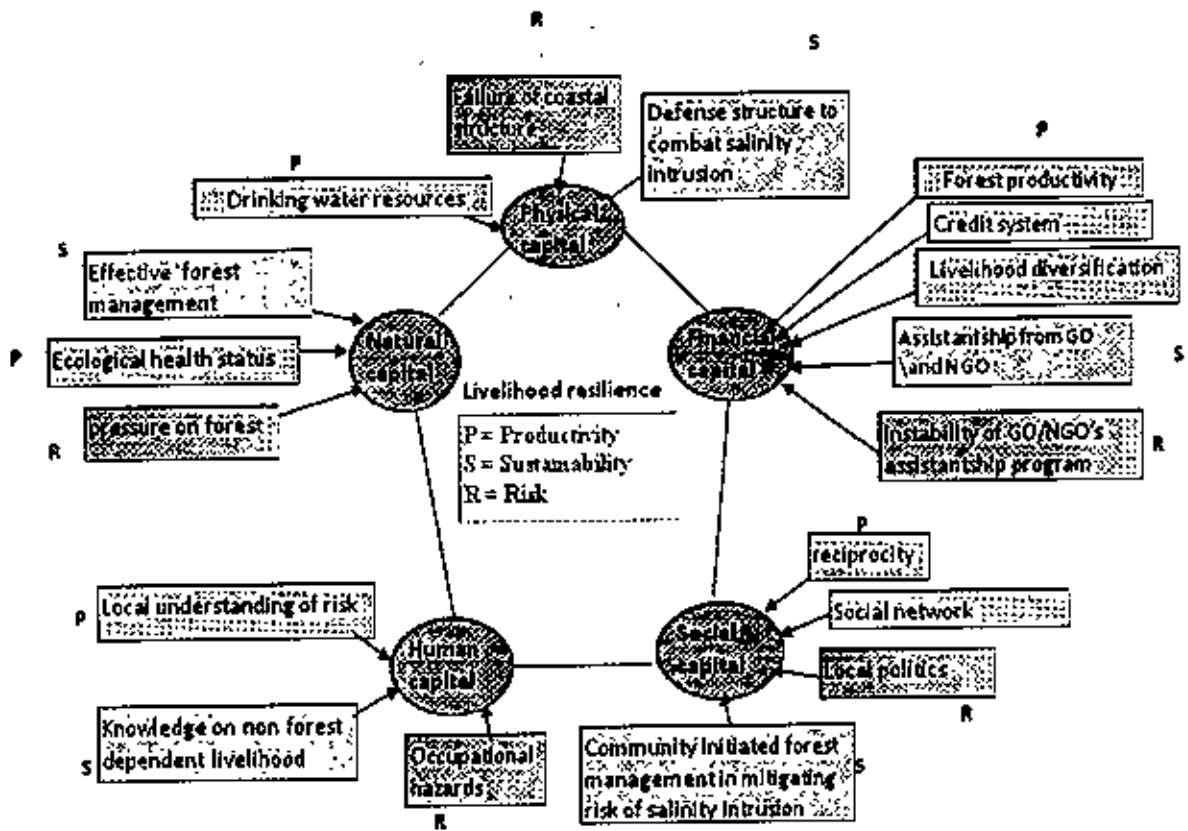 R
S
Failure of coastal
structure
Defense structure to
combat salinity
intrusion
P
Drinking water resources
Physical
capital
P
Forest productivity
Credit system
Livelihood diversification
S
Effective forest
management
Natural
capital
Financial
capital
Assistantship from GO
and NGO
S
P
Ecological health status
Livelihood resilience
R
pressure on forest
P = Productivity
S = Sustainability
R = Risk
Instability of GO/NGO's
assistantship program
R
P
reciprocity
P
Local understanding of risk
Social network
Human
capital
Social
capital
Local politics
R
S
Knowledge on non forest
dependent livelihood
Occupational
hazards
R
Community Initiated forest
management in mitigating
risk of salinity Intrusion
S